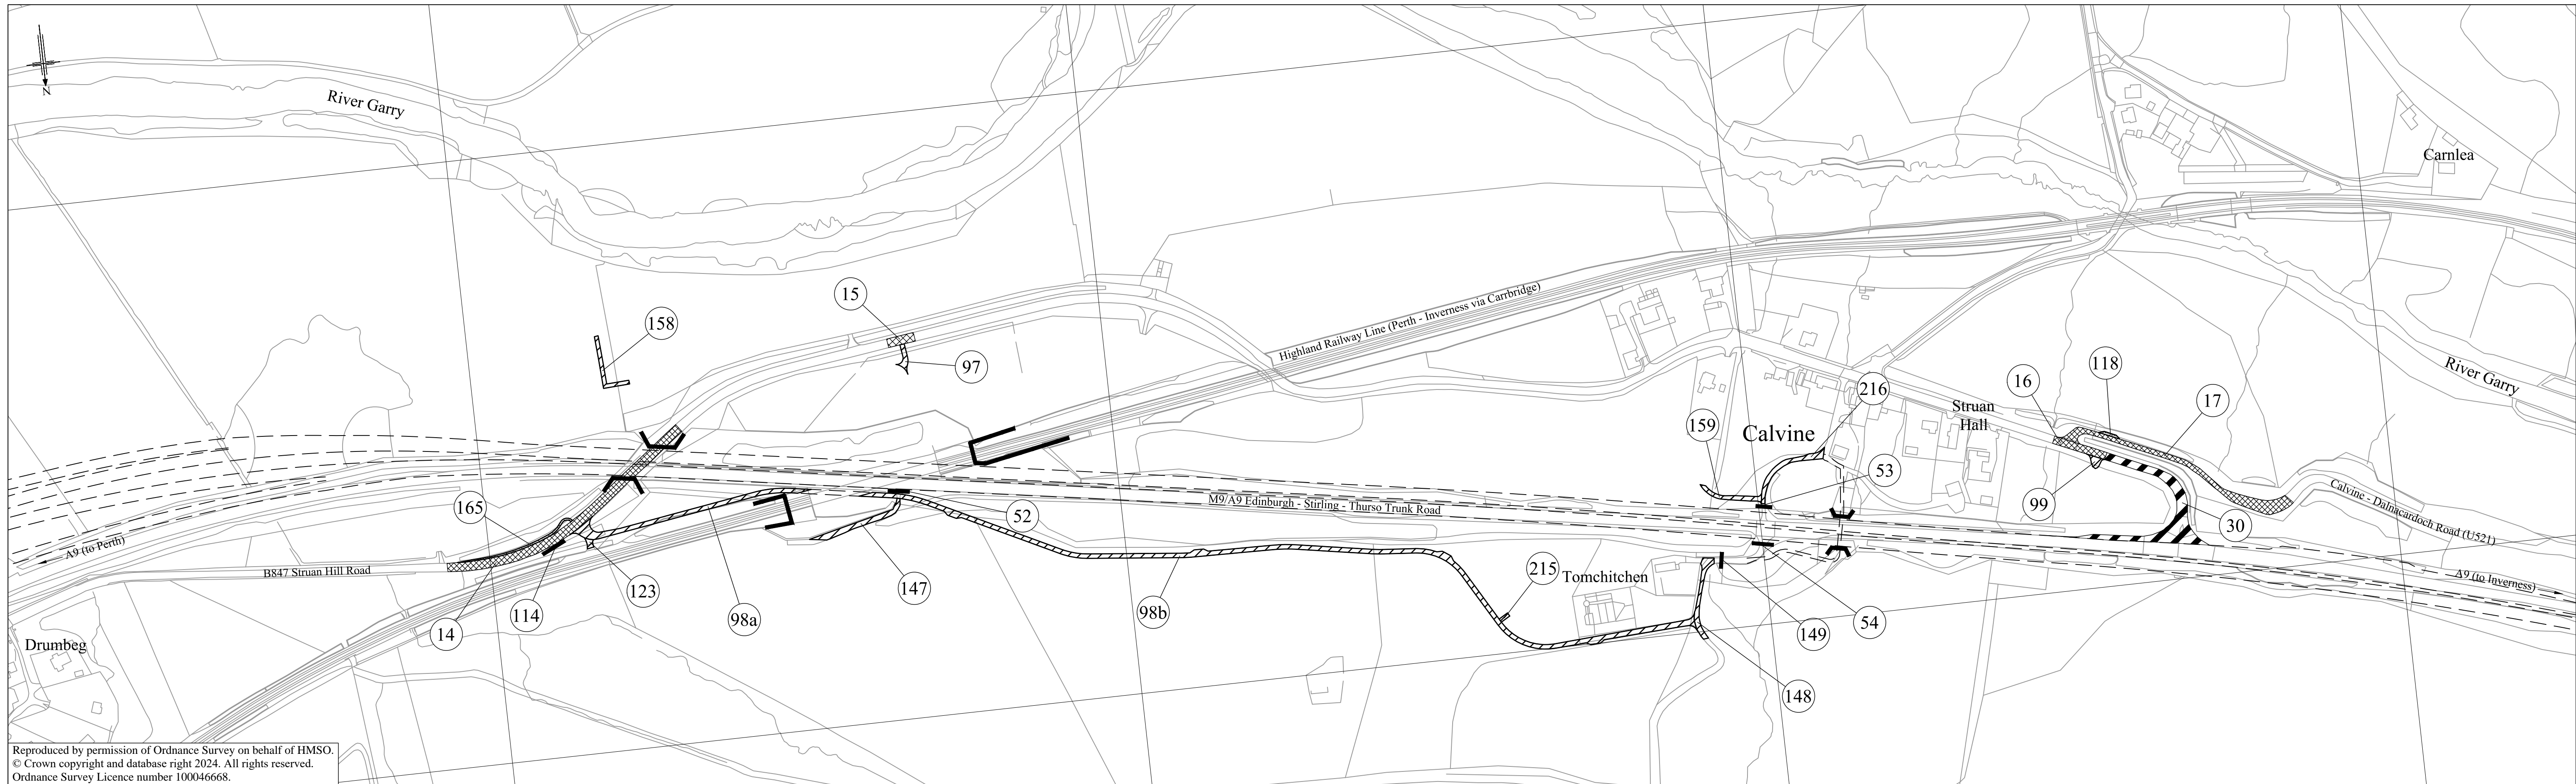 N
River Garry
Carnlea
15
158
97
Highland Railway Line (Perth - Inverness via Carrbridge)
118
16
216
17
River Garry
Struan
Hall
159
Calvine
53
165
52
M9/A9 Edinburgh - Stirling - Thurso Trunk Road
99
30
Calvine - Dalnacardoch Road (U521)
A9 (to Perth)
B847 Struan Hill Road
123
147
215
Tomchitchen
A9 (to Inverness)
114
98a
98b
14
149
54
Drumbeg
148
Reproduced by permission of Ordnance Survey on behalf of HMSO.
© Crown copyright and database right 2024. All rights reserved.
Ordnance Survey Licence number 100046668.